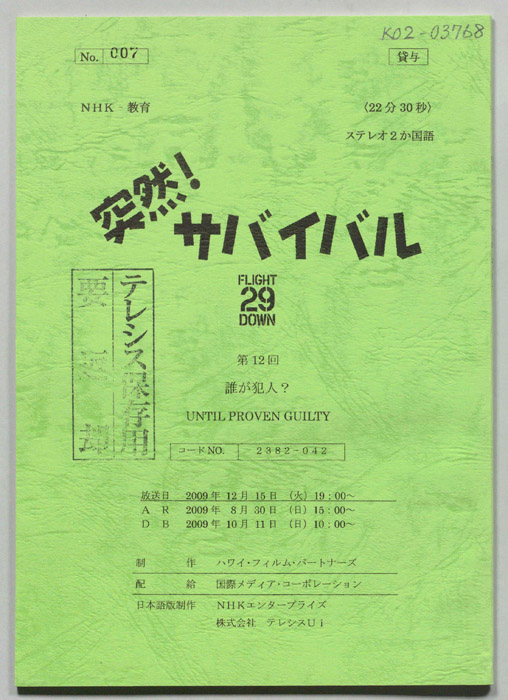 K02-03768
No. 007
貸与
NHK-教育
〈22分30秒〉
ステレオ2か国語
突然!
サバイバル
FLIGHT
29
DOWN
テレシス保存用
要 返 却
第12回
誰が犯人?
UNTIL PROVEN GUILTY
コードNO. 2382-042
放送日 2009年 12月 15日 (火) 19:00~
A R 2009年 8月 30日 (日) 15:00~
D B 2009年 10月 11日 (日) 10:00~
制 作 ハワイ・フィルム・パートナーズ
配 給 国際メディア・コーポレーション
日本語版制作 NHKエンタープライズ
株式会社 テレシスUi